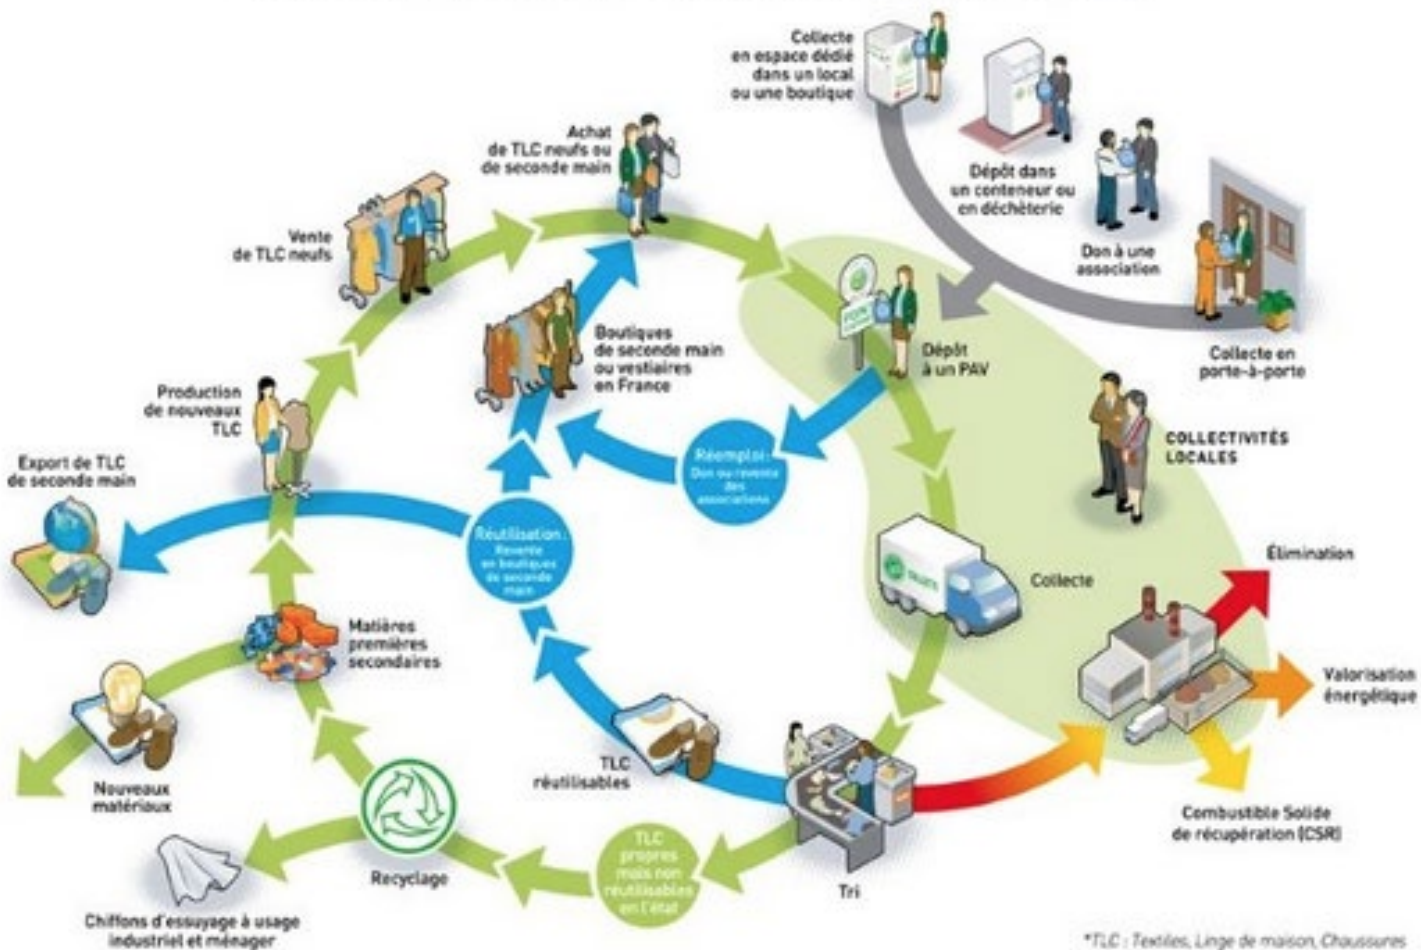 Collecte
en espace dédié
dans un local
ou une boutique
Dépôt dans
un conteneur ou
en déchèterie
Don à une
association
Collecte en
porte-à-porte
Achat
de TLC neufs ou
de seconde main
Vente
de TLC neufs
Boutiques
de seconde main
ou vestiaires
en France
POINT
Dépôt
à un PAV
Production
de nouveaux
TLC
COLLECTIVITÉS
LOCALES
Export de TLC
de seconde main
Réemploi:
Don ou revente
des
associations
Réutilisation:
Revente
en boutiques
de seconde
main
Collecte
Élimination
Matières
premières
secondaires
Valorisation
énergétique
TLC
réutilisables
Nouveaux
matériaux
Combustible Solide
de récupération (CSR)
TLC
propres
mais non
réutilisables
en l'état
Recyclage
Tri
Chiffons d'essuyage à usage
industriel et ménager
*TLC : Textiles, Linge de maison, Chaussures